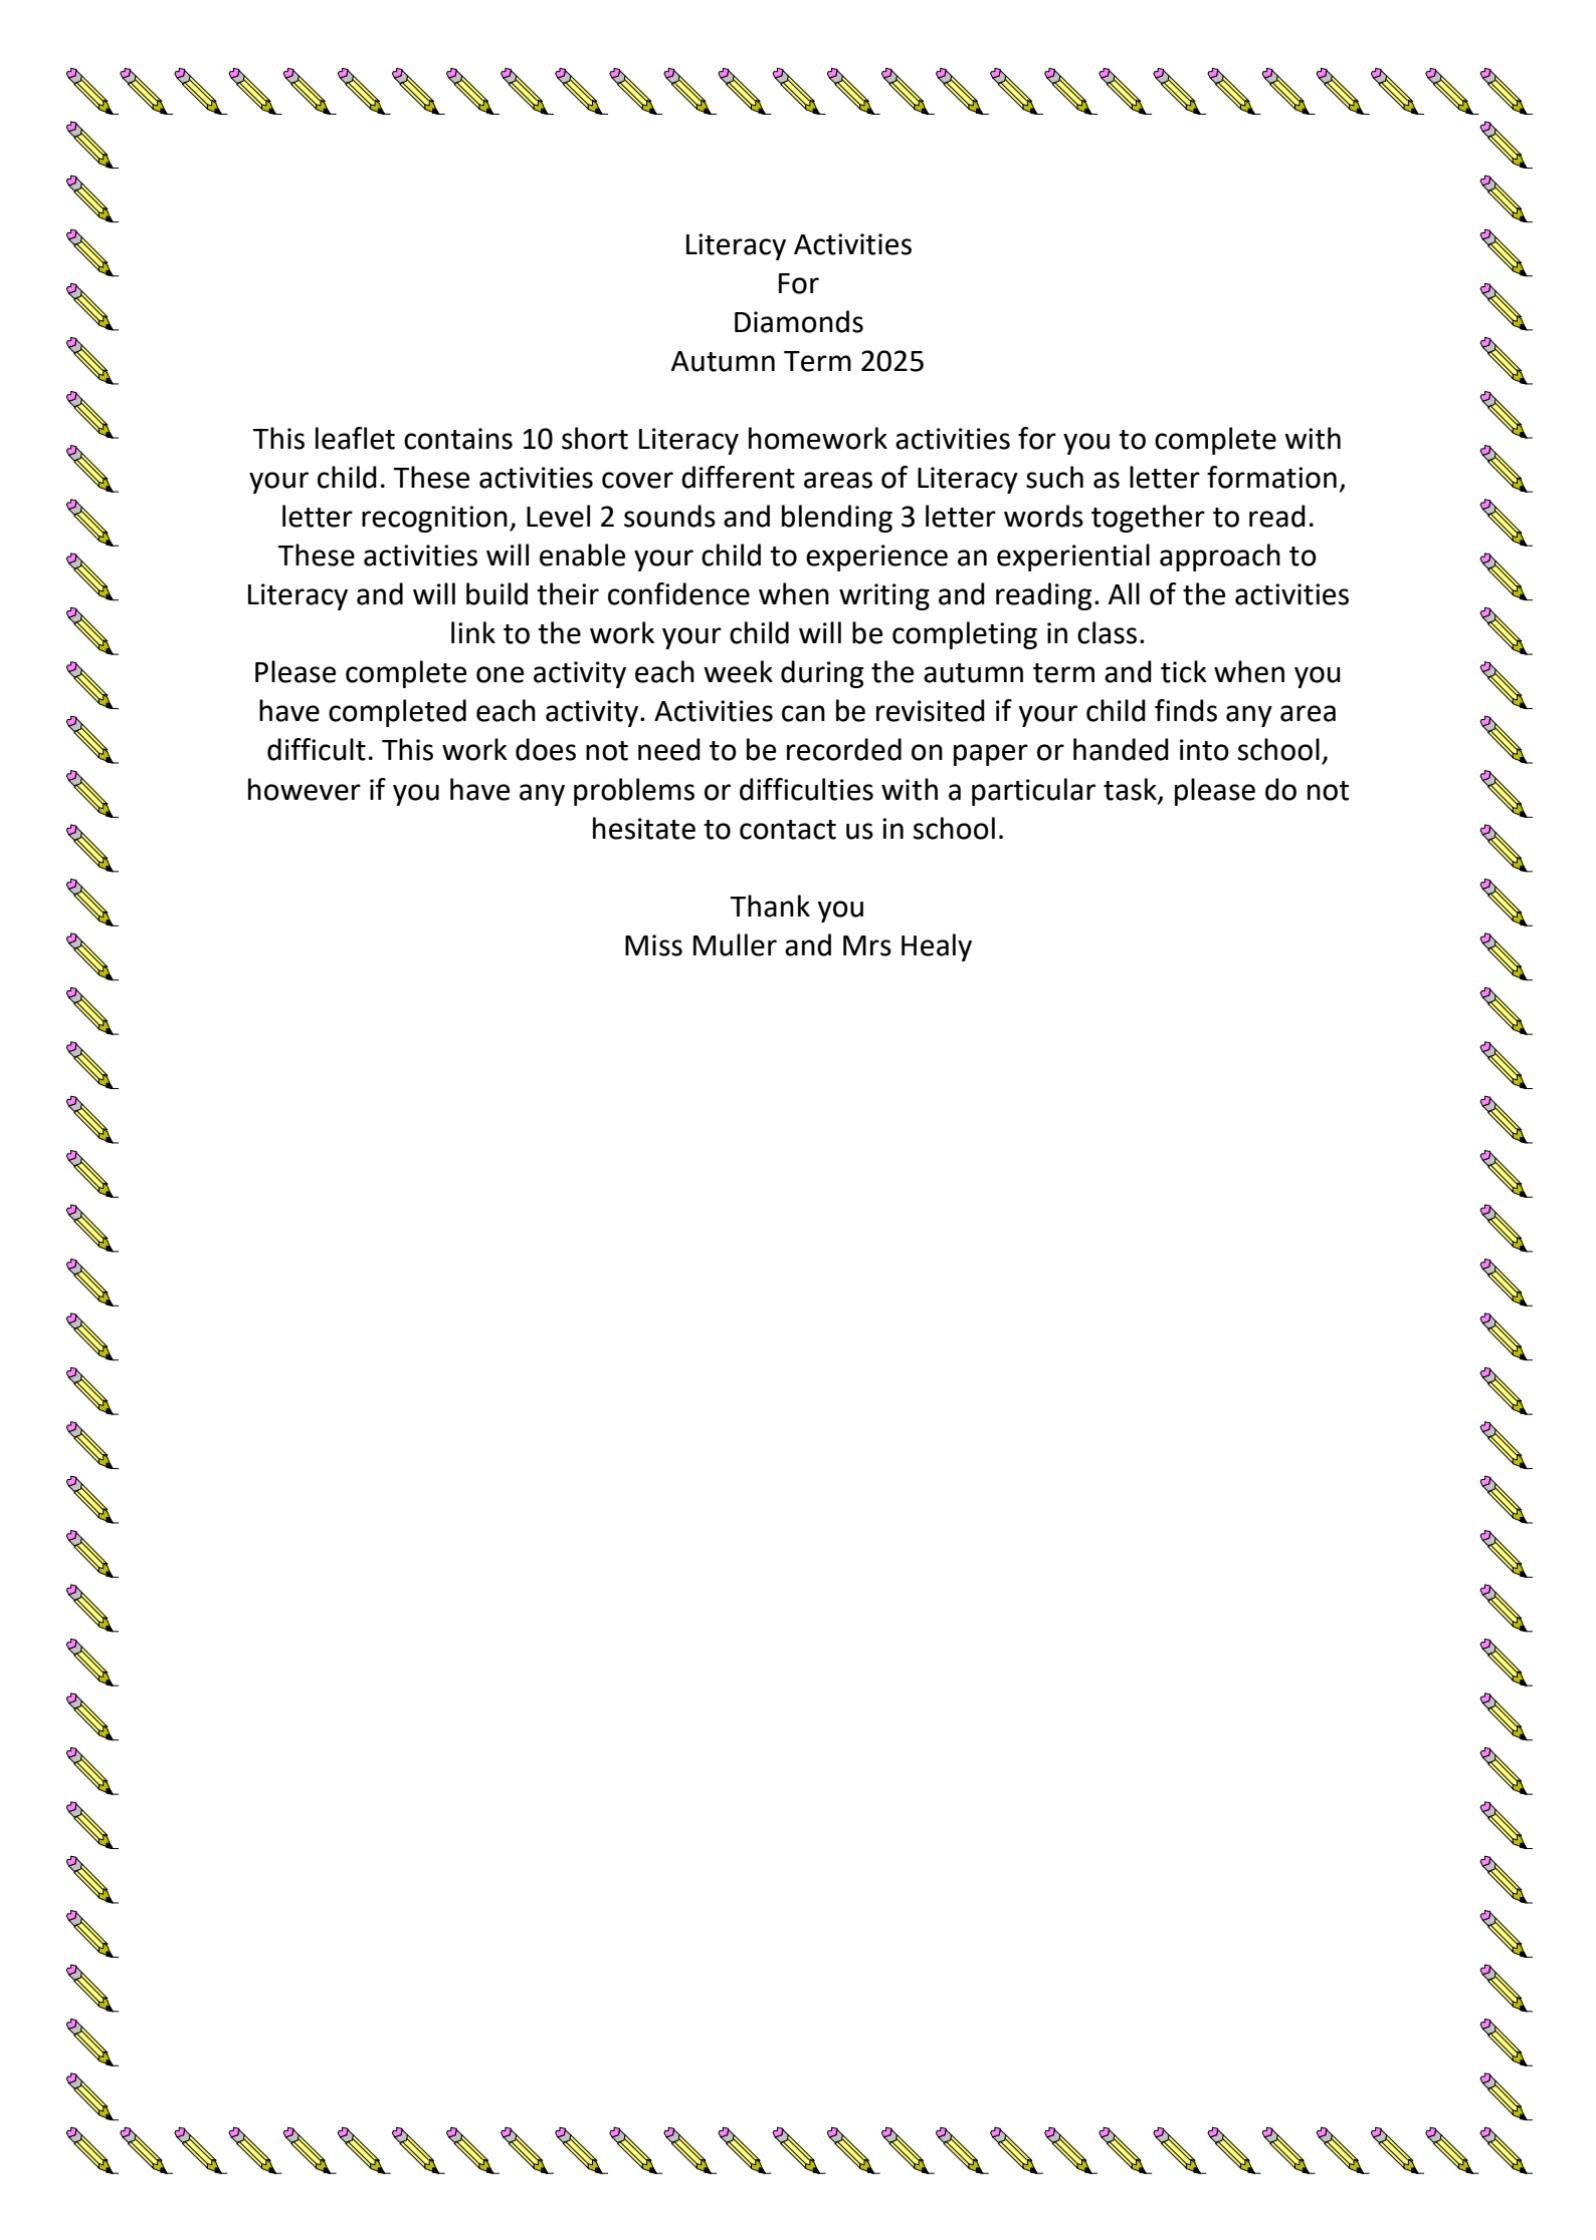 Literacy Activities
For
Diamonds
Autumn Term 2025
This leaflet contains 10 short Literacy homework activities for you to complete with
your child. These activities cover different areas of Literacy such as letter formation,
letter recognition, Level 2 sounds and blending 3 letter words together to read.
These activities will enable your child to experience an experiential approach to
Literacy and will build their confidence when writing and reading. All of the activities
link to the work your child will be completing in class.
Please complete one activity each week during the autumn term and tick when you
have completed each activity. Activities can be revisited if your child finds any area
difficult. This work does not need to be recorded on paper or handed into school,
however if you have any problems or difficulties with a particular task, please do not
hesitate to contact us in school.
Thank you
Miss Muller and Mrs Healy